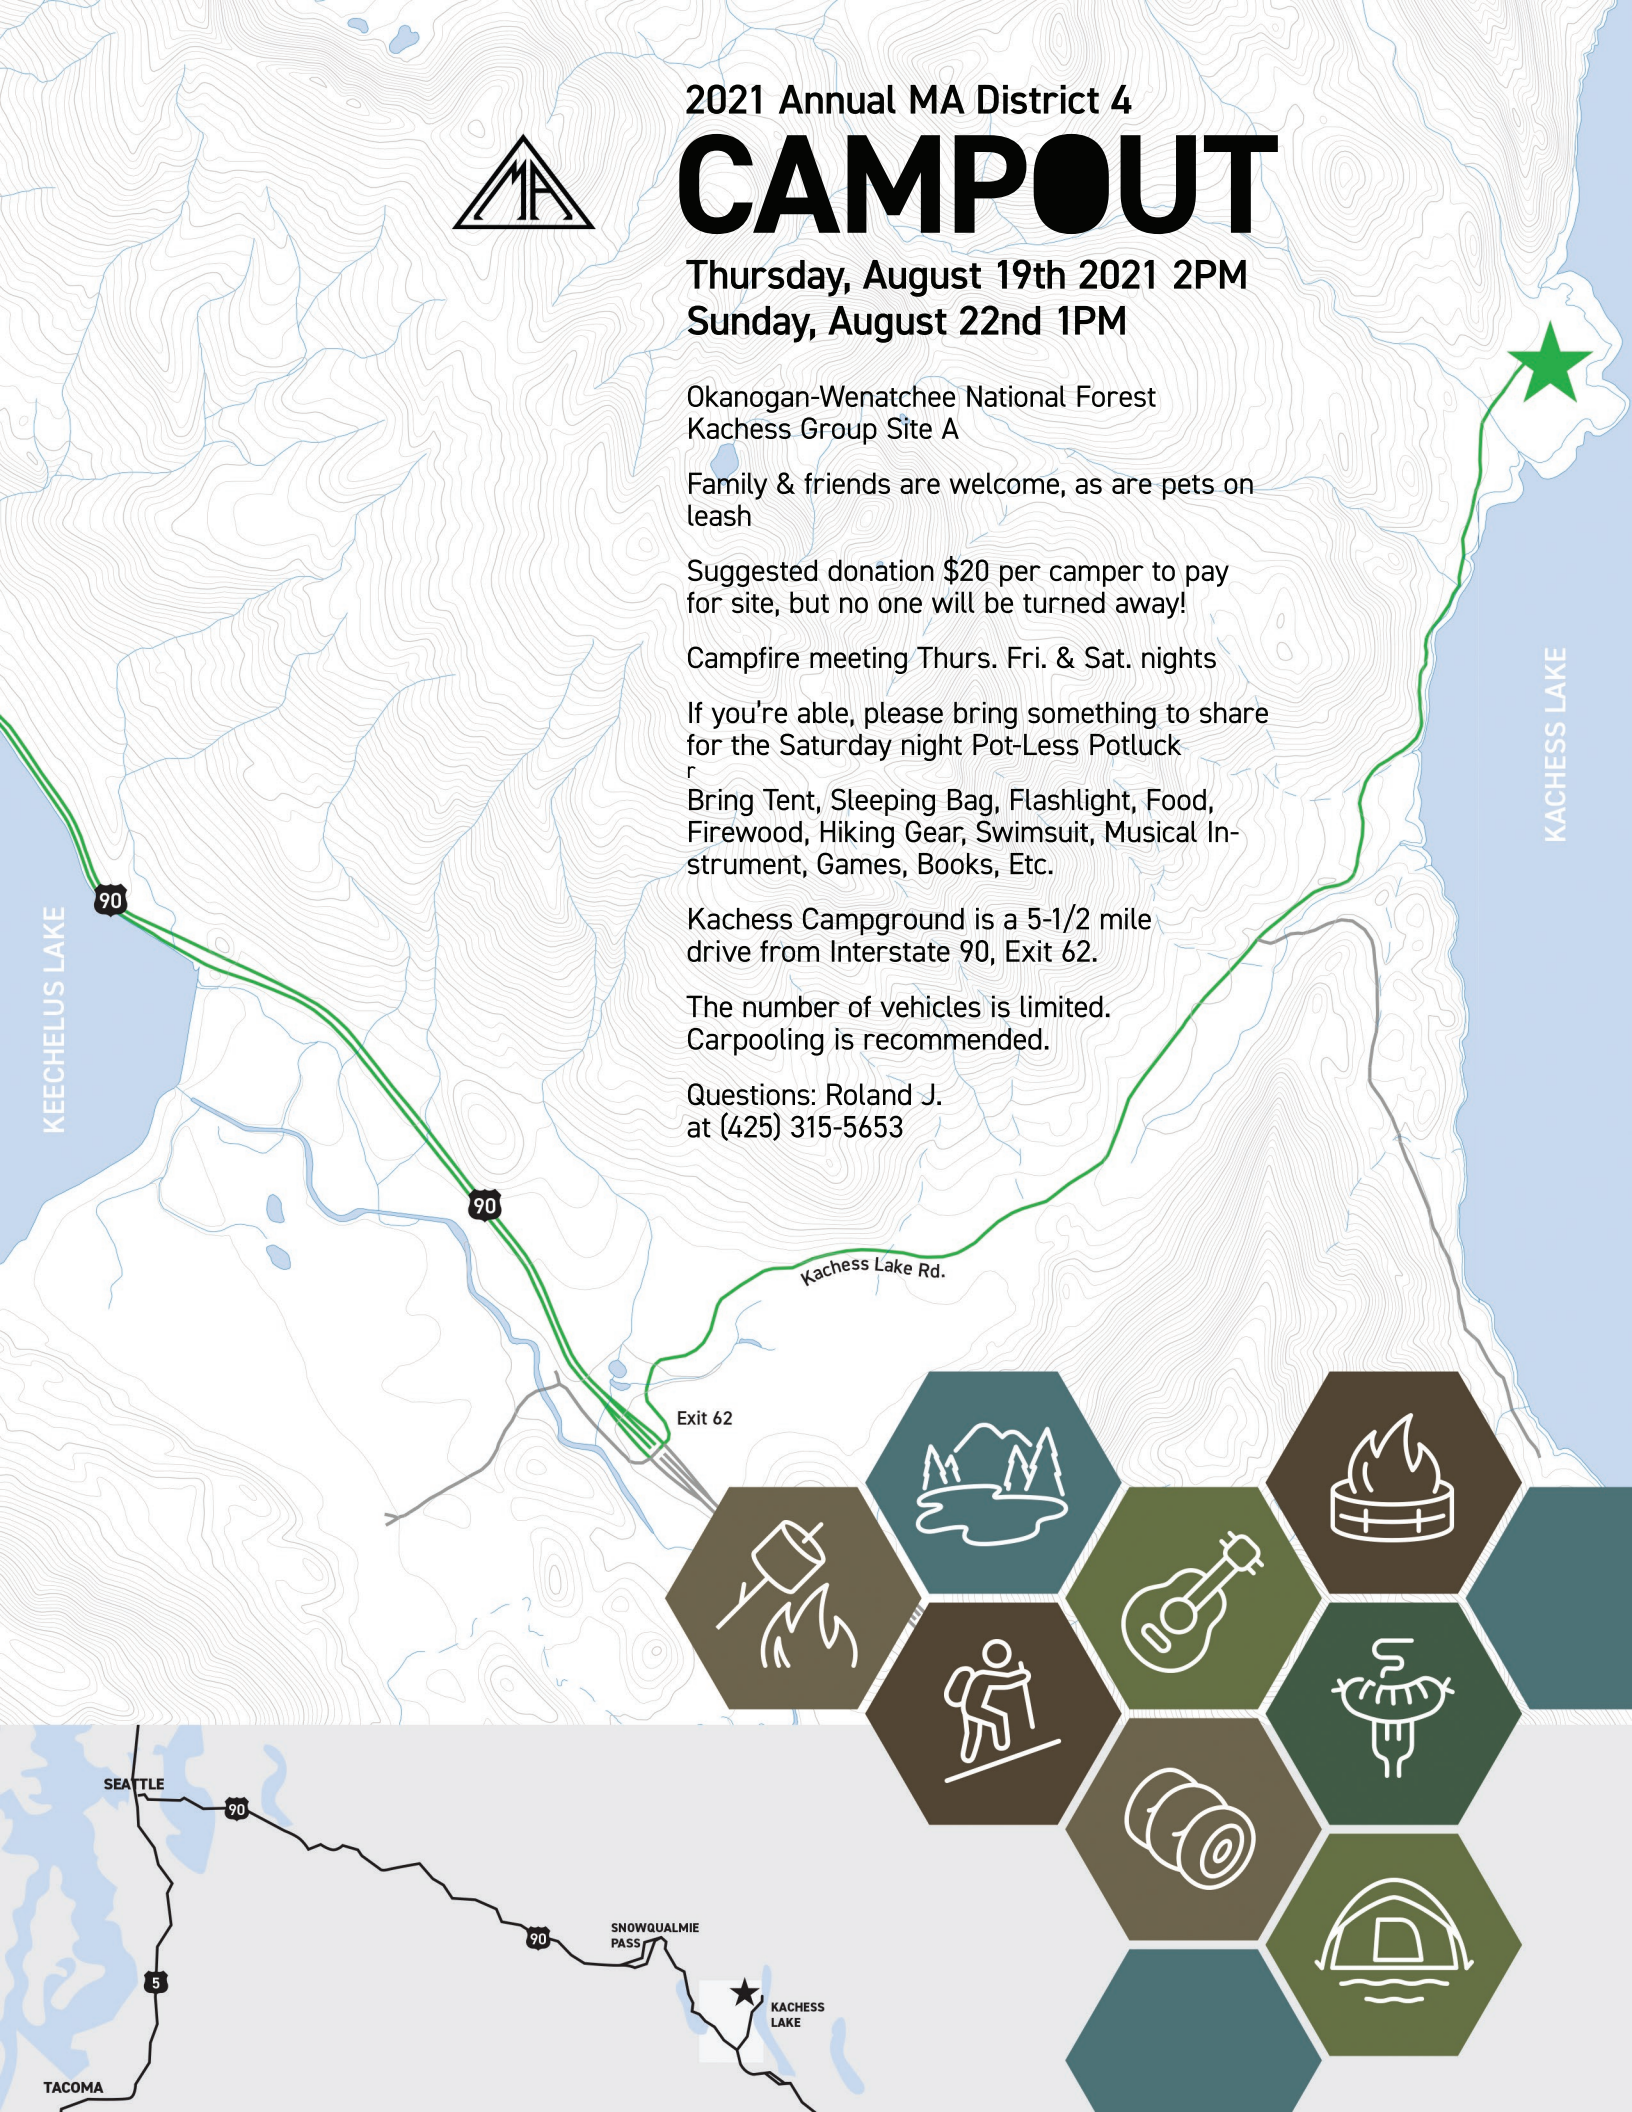 2021 Annual MA District 4
MA
CAMPOUT
Thursday, August 19th 2021 2PM
Sunday, August 22nd 1PM
Okanogan-Wenatchee National Forest
Kachess Group Site A
Family & friends are welcome, as are pets on
leash
Suggested donation $20 per camper to pay
for site, but no one will be turned away!
Campfire meeting Thurs. Fri. & Sat. nights
If you're able, please bring something to share
for the Saturday night Pot-Less Potluck
r
Bring Tent, Sleeping Bag, Flashlight, Food,
Firewood, Hiking Gear, Swimsuit, Musical In-
strument, Games, Books, Etc.
Kachess Campground is a 5-1/2 mile
drive from Interstate 90, Exit 62.
The number of vehicles is limited.
Carpooling is recommended.
Questions: Roland J.
at (425) 315-5653
KACHESS LAKE
90
KEECHELUS LAKE
90
Kachess Lake Rd.
Exit 62
SEATTLE
90
90
SNOWQUALMIE
PASS
5
KACHESS
LAKE
TACOMA